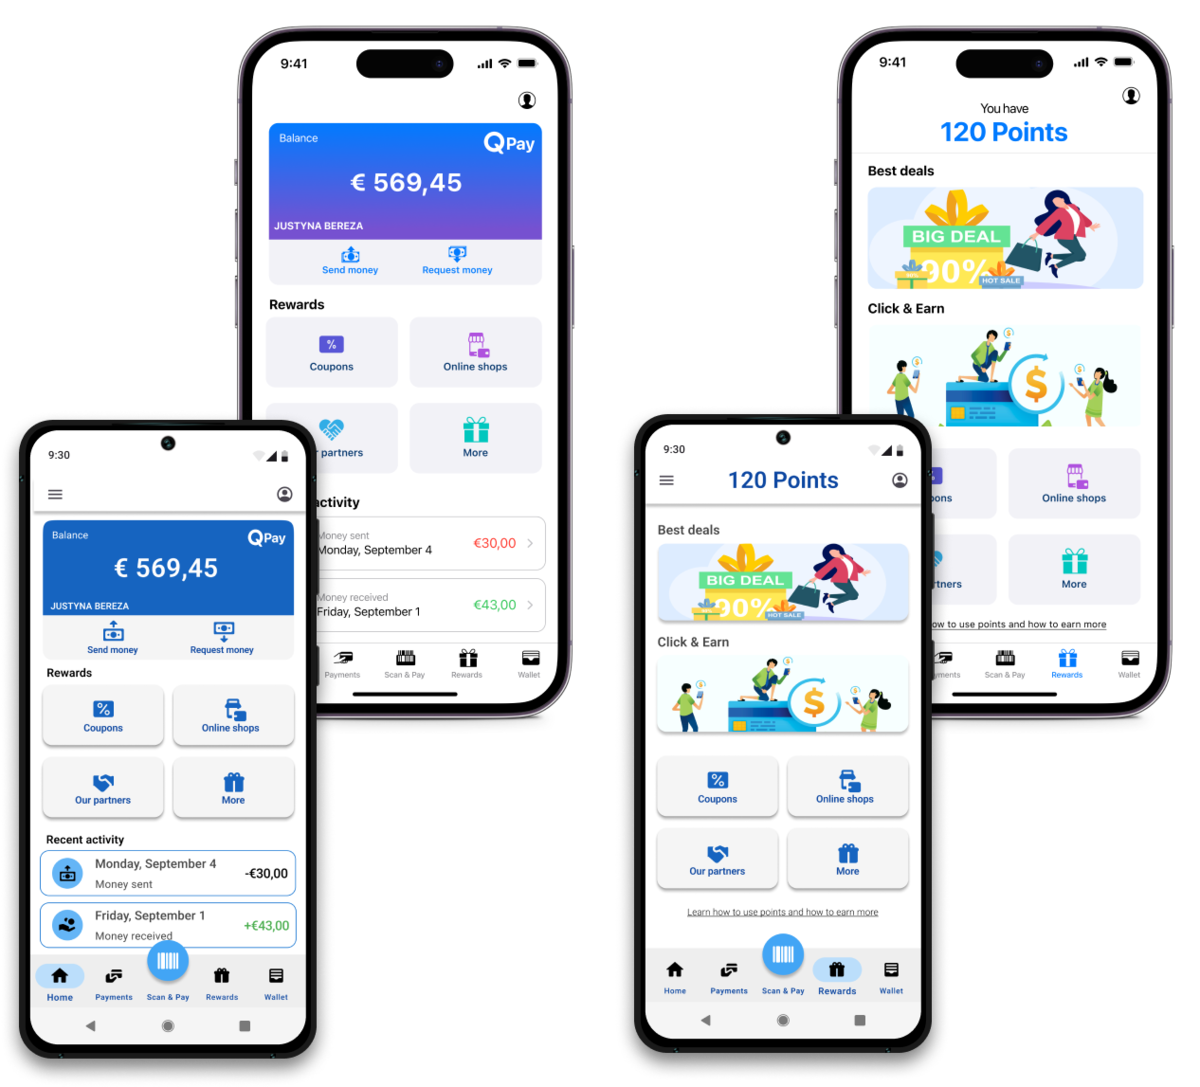 9:41
Balance
QPay
€ 569,45
JUSTYNA BEREZA
Send money
Request money
Rewards
%
Coupons
Online shops
partners
More
activity
Money sent
Monday, September 4
€30,00
Money received
Friday, September 1
€43,00
Payments
Scan & Pay
Rewards
Wallet
9:30
Balance
QPay
€ 569,45
JUSTYNA BEREZA
Send money
Request money
Rewards
%
Coupons
Online shops
Our partners
More
Recent activity
Monday, September 4
Money sent
-€30,00
Friday, September 1
Money received
+€43,00
Home
Payments
Scan & Pay
Rewards
Wallet
9:41
You have
120 Points
Best deals
BIG DEAL
90%
HOT SALE
Click & Earn
$
Online shops
More
how to use points and how to earn more
Scan & Pay
Rewards
Wallet
9:30
120 Points
Best deals
BIG DEAL
90%
HOT SALE
Click & Earn
$
%
Coupons
Online shops
Our partners
More
Learn how to use points and how to earn more
Home
Payments
Scan & Pay
Rewards
Wallet